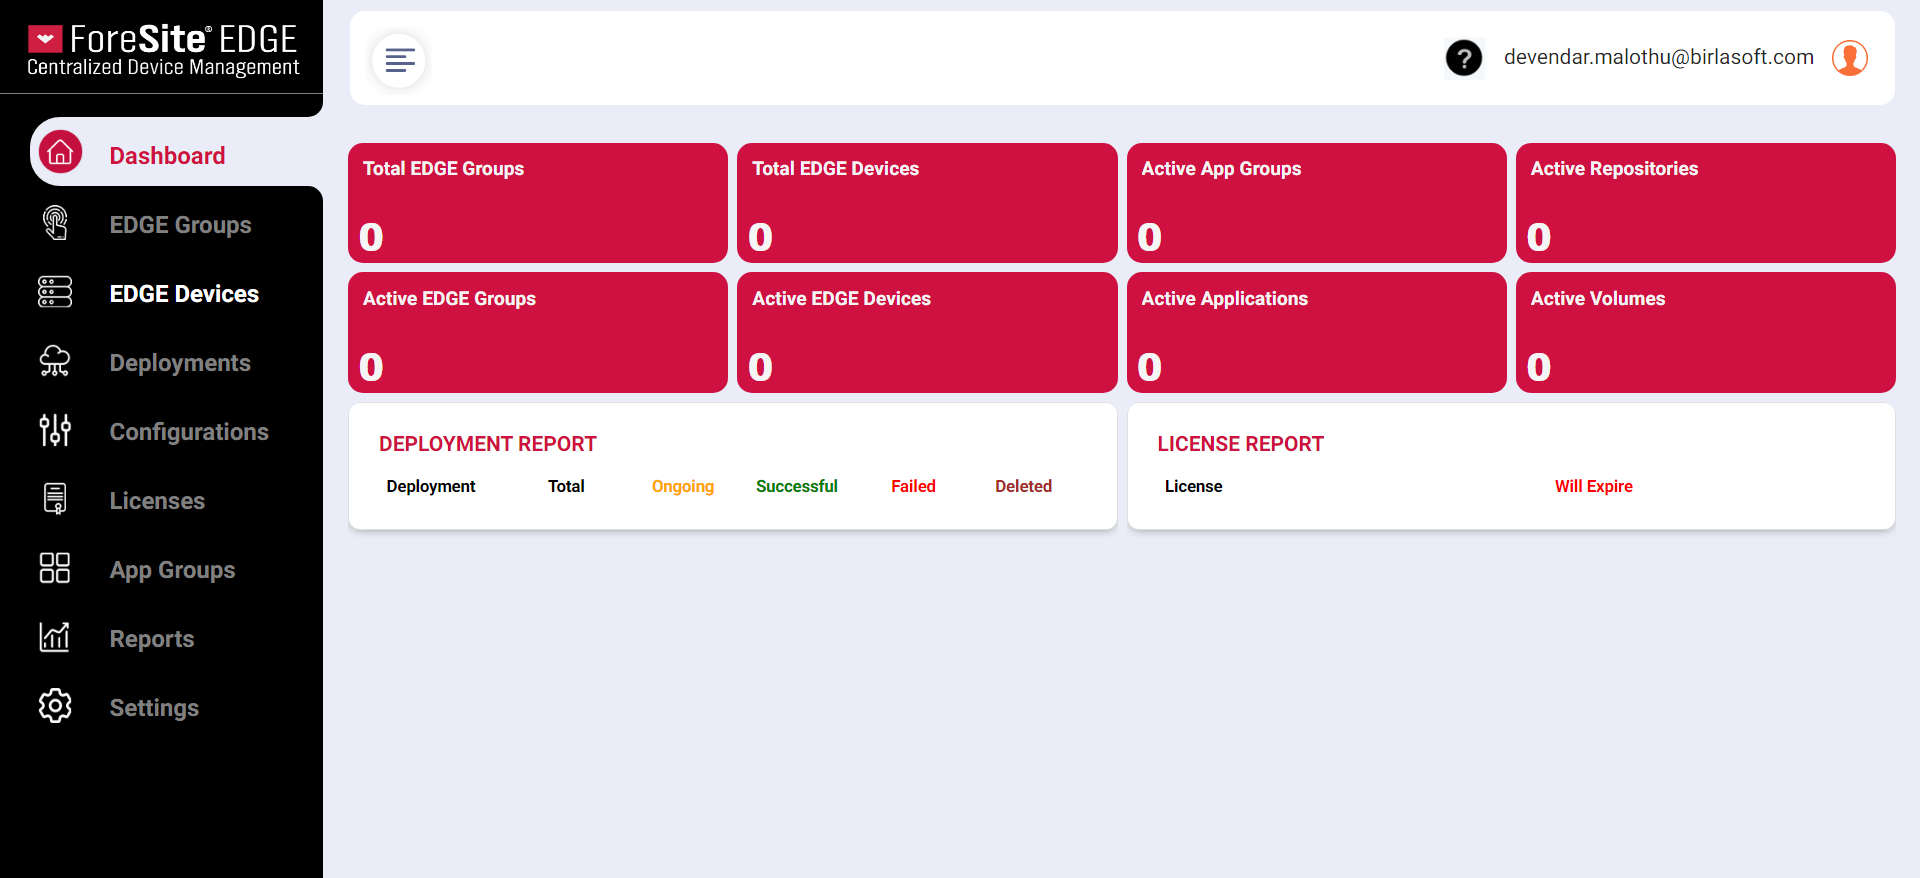 ForeSite® EDGE
Centralized Device Management
Dashboard
EDGE Groups
EDGE Devices
Deployments
Configurations
Licenses
App Groups
Reports
Settings
? devendar.malothu@birlasoft.com
Total EDGE Groups
0
Total EDGE Devices
0
Active App Groups
0
Active Repositories
0
Active EDGE Groups
0
Active EDGE Devices
0
Active Applications
0
Active Volumes
0
DEPLOYMENT REPORT
Deployment Total Ongoing Successful Failed Deleted
LICENSE REPORT
License Will Expire